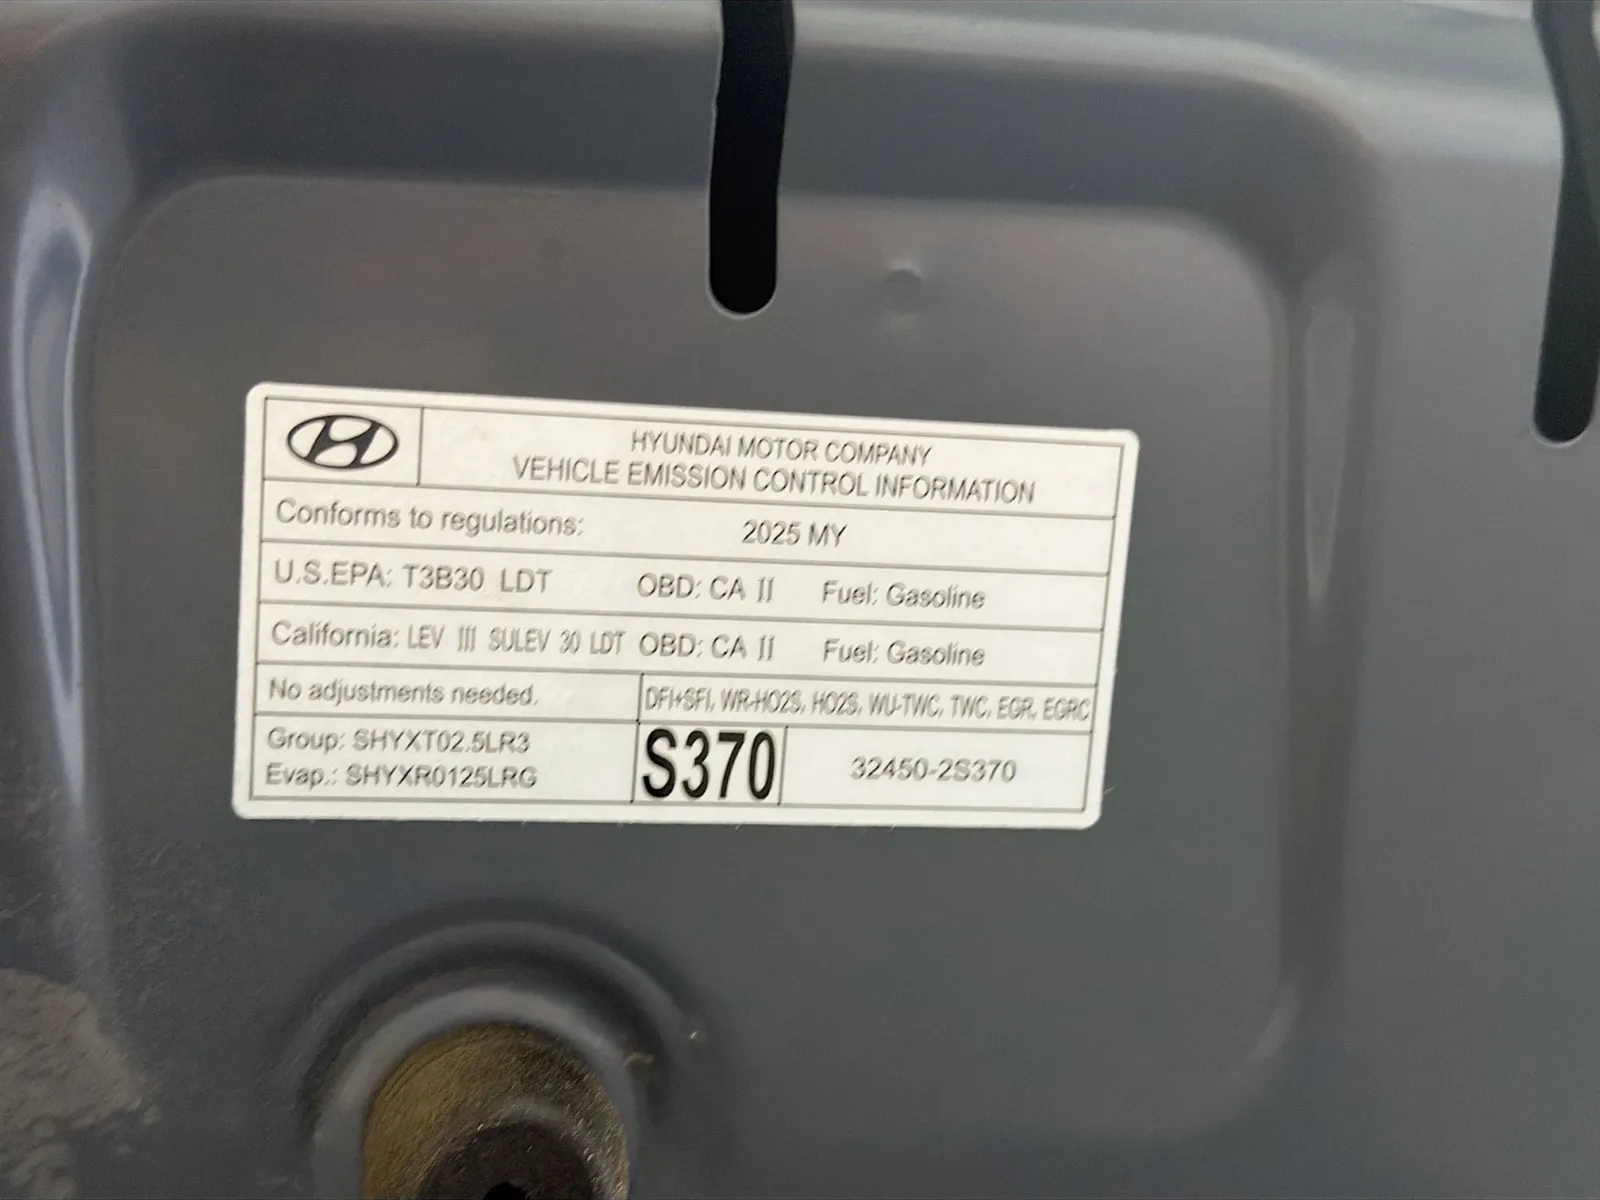 HYUNDAI MOTOR COMPANY
VEHICLE EMISSION CONTROL INFORMATION
Conforms to regulations: 2025 MY
U.S.EPA: T3B30 LDT OBD: CA II Fuel: Gasoline
California: LEV III SULEV 30 LDT OBD: CA II Fuel: Gasoline
No adjustments needed. DFI+SFI, WR-HO2S, HO2S, WU-TWC, TWC, EGR, EGRC
Group: SHYXT02.5LR3
Evap.: SHYXR0125LRG
S370
32450-2S370